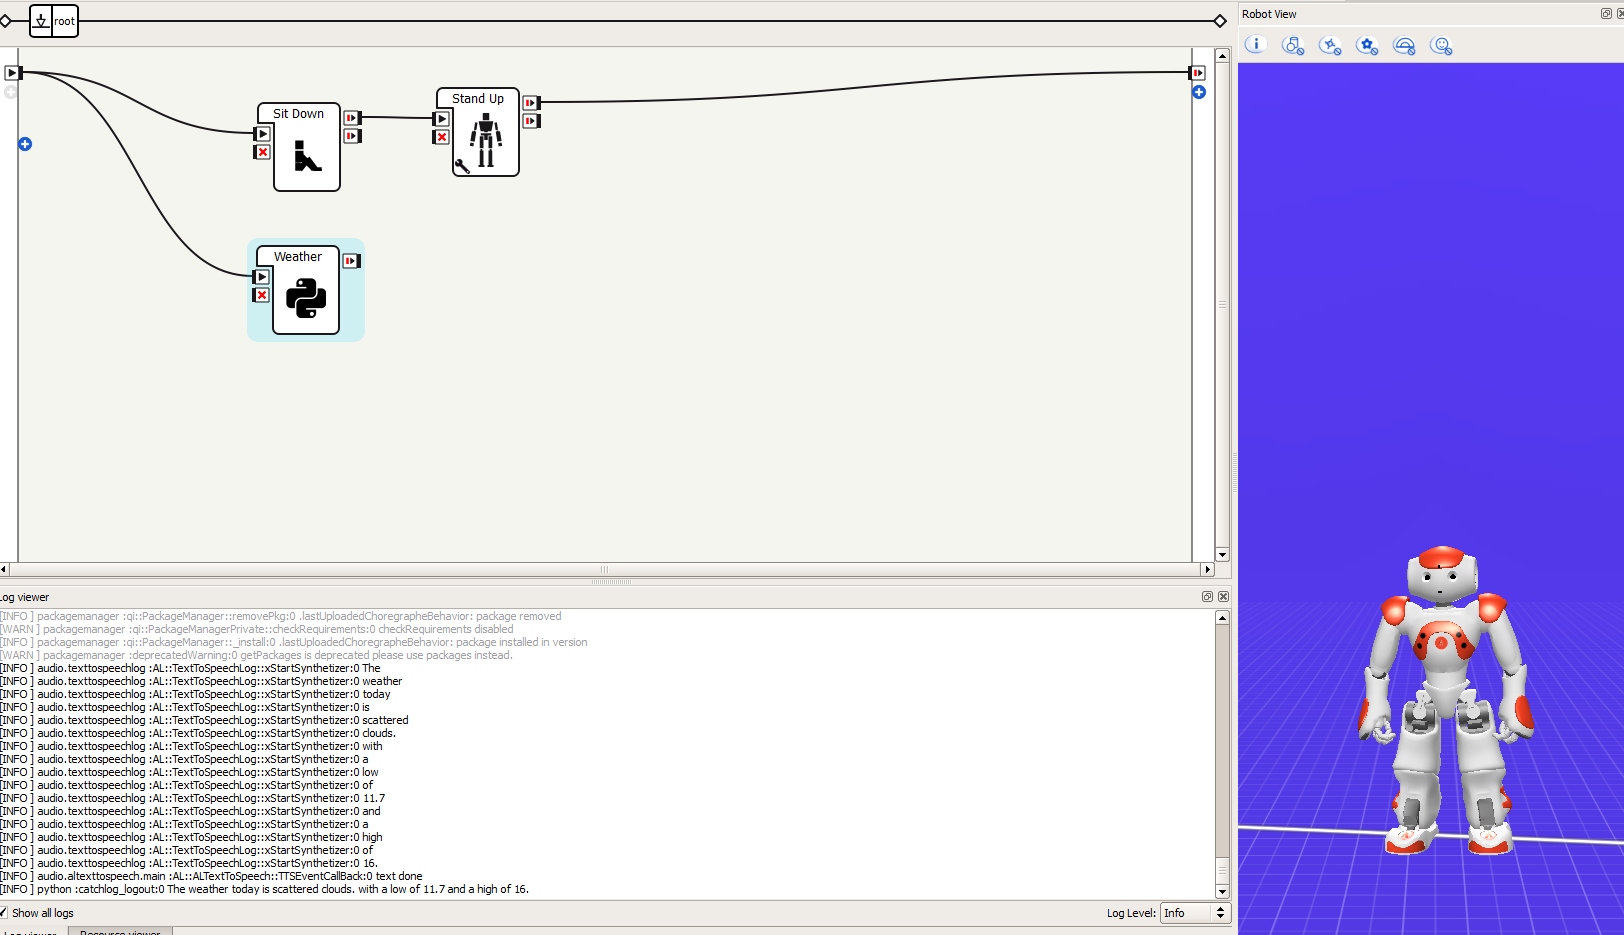 root
Robot View
Sit Down
Stand Up
Weather
Log viewer
[INFO ] packagemanager :qi::PackageManager::removePkg:0 .lastUploadedChoregrapheBehavior: package removed
[WARN ] packagemanager :qi::PackageManagerPrivate::checkRequirements:0 checkRequirements disabled
[INFO ] packagemanager :qi::PackageManager::_install:0 .lastUploadedChoregrapheBehavior: package installed in version
[WARN ] packagemanager :deprecatedWarning:0 getPackages is deprecated please use packages instead.
[INFO ] audio.texttospeechlog :AL::TextToSpeechLog::xStartSynthetizer:0 The
[INFO ] audio.texttospeechlog :AL::TextToSpeechLog::xStartSynthetizer:0 weather
[INFO ] audio.texttospeechlog :AL::TextToSpeechLog::xStartSynthetizer:0 today
[INFO ] audio.texttospeechlog :AL::TextToSpeechLog::xStartSynthetizer:0 is
[INFO ] audio.texttospeechlog :AL::TextToSpeechLog::xStartSynthetizer:0 scattered
[INFO ] audio.texttospeechlog :AL::TextToSpeechLog::xStartSynthetizer:0 clouds.
[INFO ] audio.texttospeechlog :AL::TextToSpeechLog::xStartSynthetizer:0 with
[INFO ] audio.texttospeechlog :AL::TextToSpeechLog::xStartSynthetizer:0 a
[INFO ] audio.texttospeechlog :AL::TextToSpeechLog::xStartSynthetizer:0 low
[INFO ] audio.texttospeechlog :AL::TextToSpeechLog::xStartSynthetizer:0 of
[INFO ] audio.texttospeechlog :AL::TextToSpeechLog::xStartSynthetizer:0 11.7
[INFO ] audio.texttospeechlog :AL::TextToSpeechLog::xStartSynthetizer:0 and
[INFO ] audio.texttospeechlog :AL::TextToSpeechLog::xStartSynthetizer:0 a
[INFO ] audio.texttospeechlog :AL::TextToSpeechLog::xStartSynthetizer:0 high
[INFO ] audio.texttospeechlog :AL::TextToSpeechLog::xStartSynthetizer:0 of
[INFO ] audio.texttospeechlog :AL::TextToSpeechLog::xStartSynthetizer:0 16.
[INFO ] audio.altexttospeech.main :AL::ALTextToSpeech::TTSEventCallBack:0 text done
[INFO ] python :catchlog_logout:0 The weather today is scattered clouds. with a low of 11.7 and a high of 16.
Show all logs
Log Level: Info
Log viewer
Resource viewer